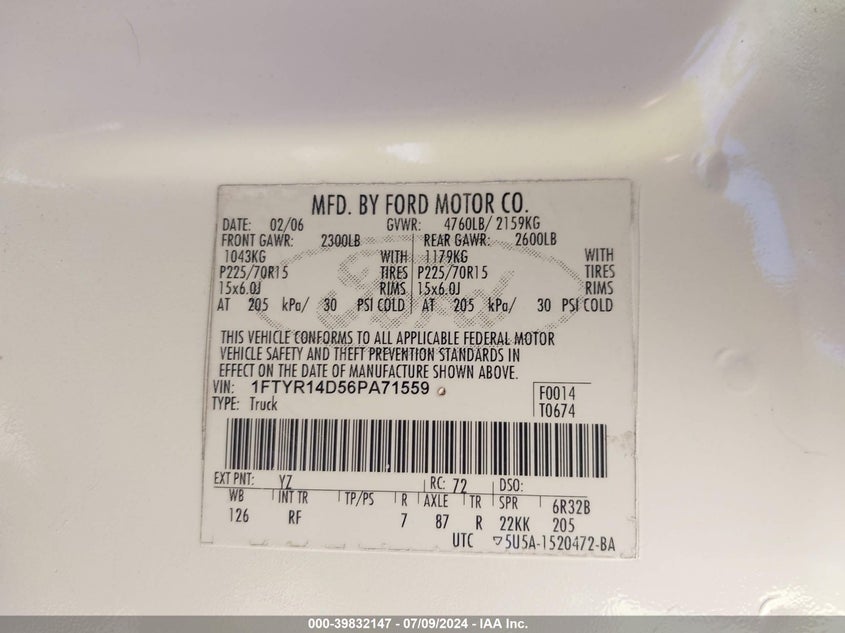 MFD. BY FORD MOTOR CO.
DATE: 02/06 GVWR: 4760LB/ 2159KG
FRONT GAWR: 2300LB REAR GAWR: 2600LB
1043KG WITH 1179KG WITH
P225/70R15 TIRES P225/70R15 TIRES
15x6.0J RIMS 15x6.0J RIMS
AT 205 kPa/ 30 PSI COLD AT 205 kPa/ 30 PSI COLD
Ford
THIS VEHICLE CONFORMS TO ALL APPLICABLE FEDERAL MOTOR
VEHICLE SAFETY AND THEFT PREVENTION STANDARDS IN
EFFECT ON THE DATE OF MANUFACTURE SHOWN ABOVE.
VIN: 1FTYR14D56PA71559 F0014
TYPE: Truck T0674
EXT PNT: YZ RC: 72 DSO:
WB INT TR TP/PS R AXLE TR SPR 6R32B
126 RF 7 87 R 22KK 205
UTC ▽5U5A-1520472-BA
000-39832147 - 07/09/2024 - IAA Inc.